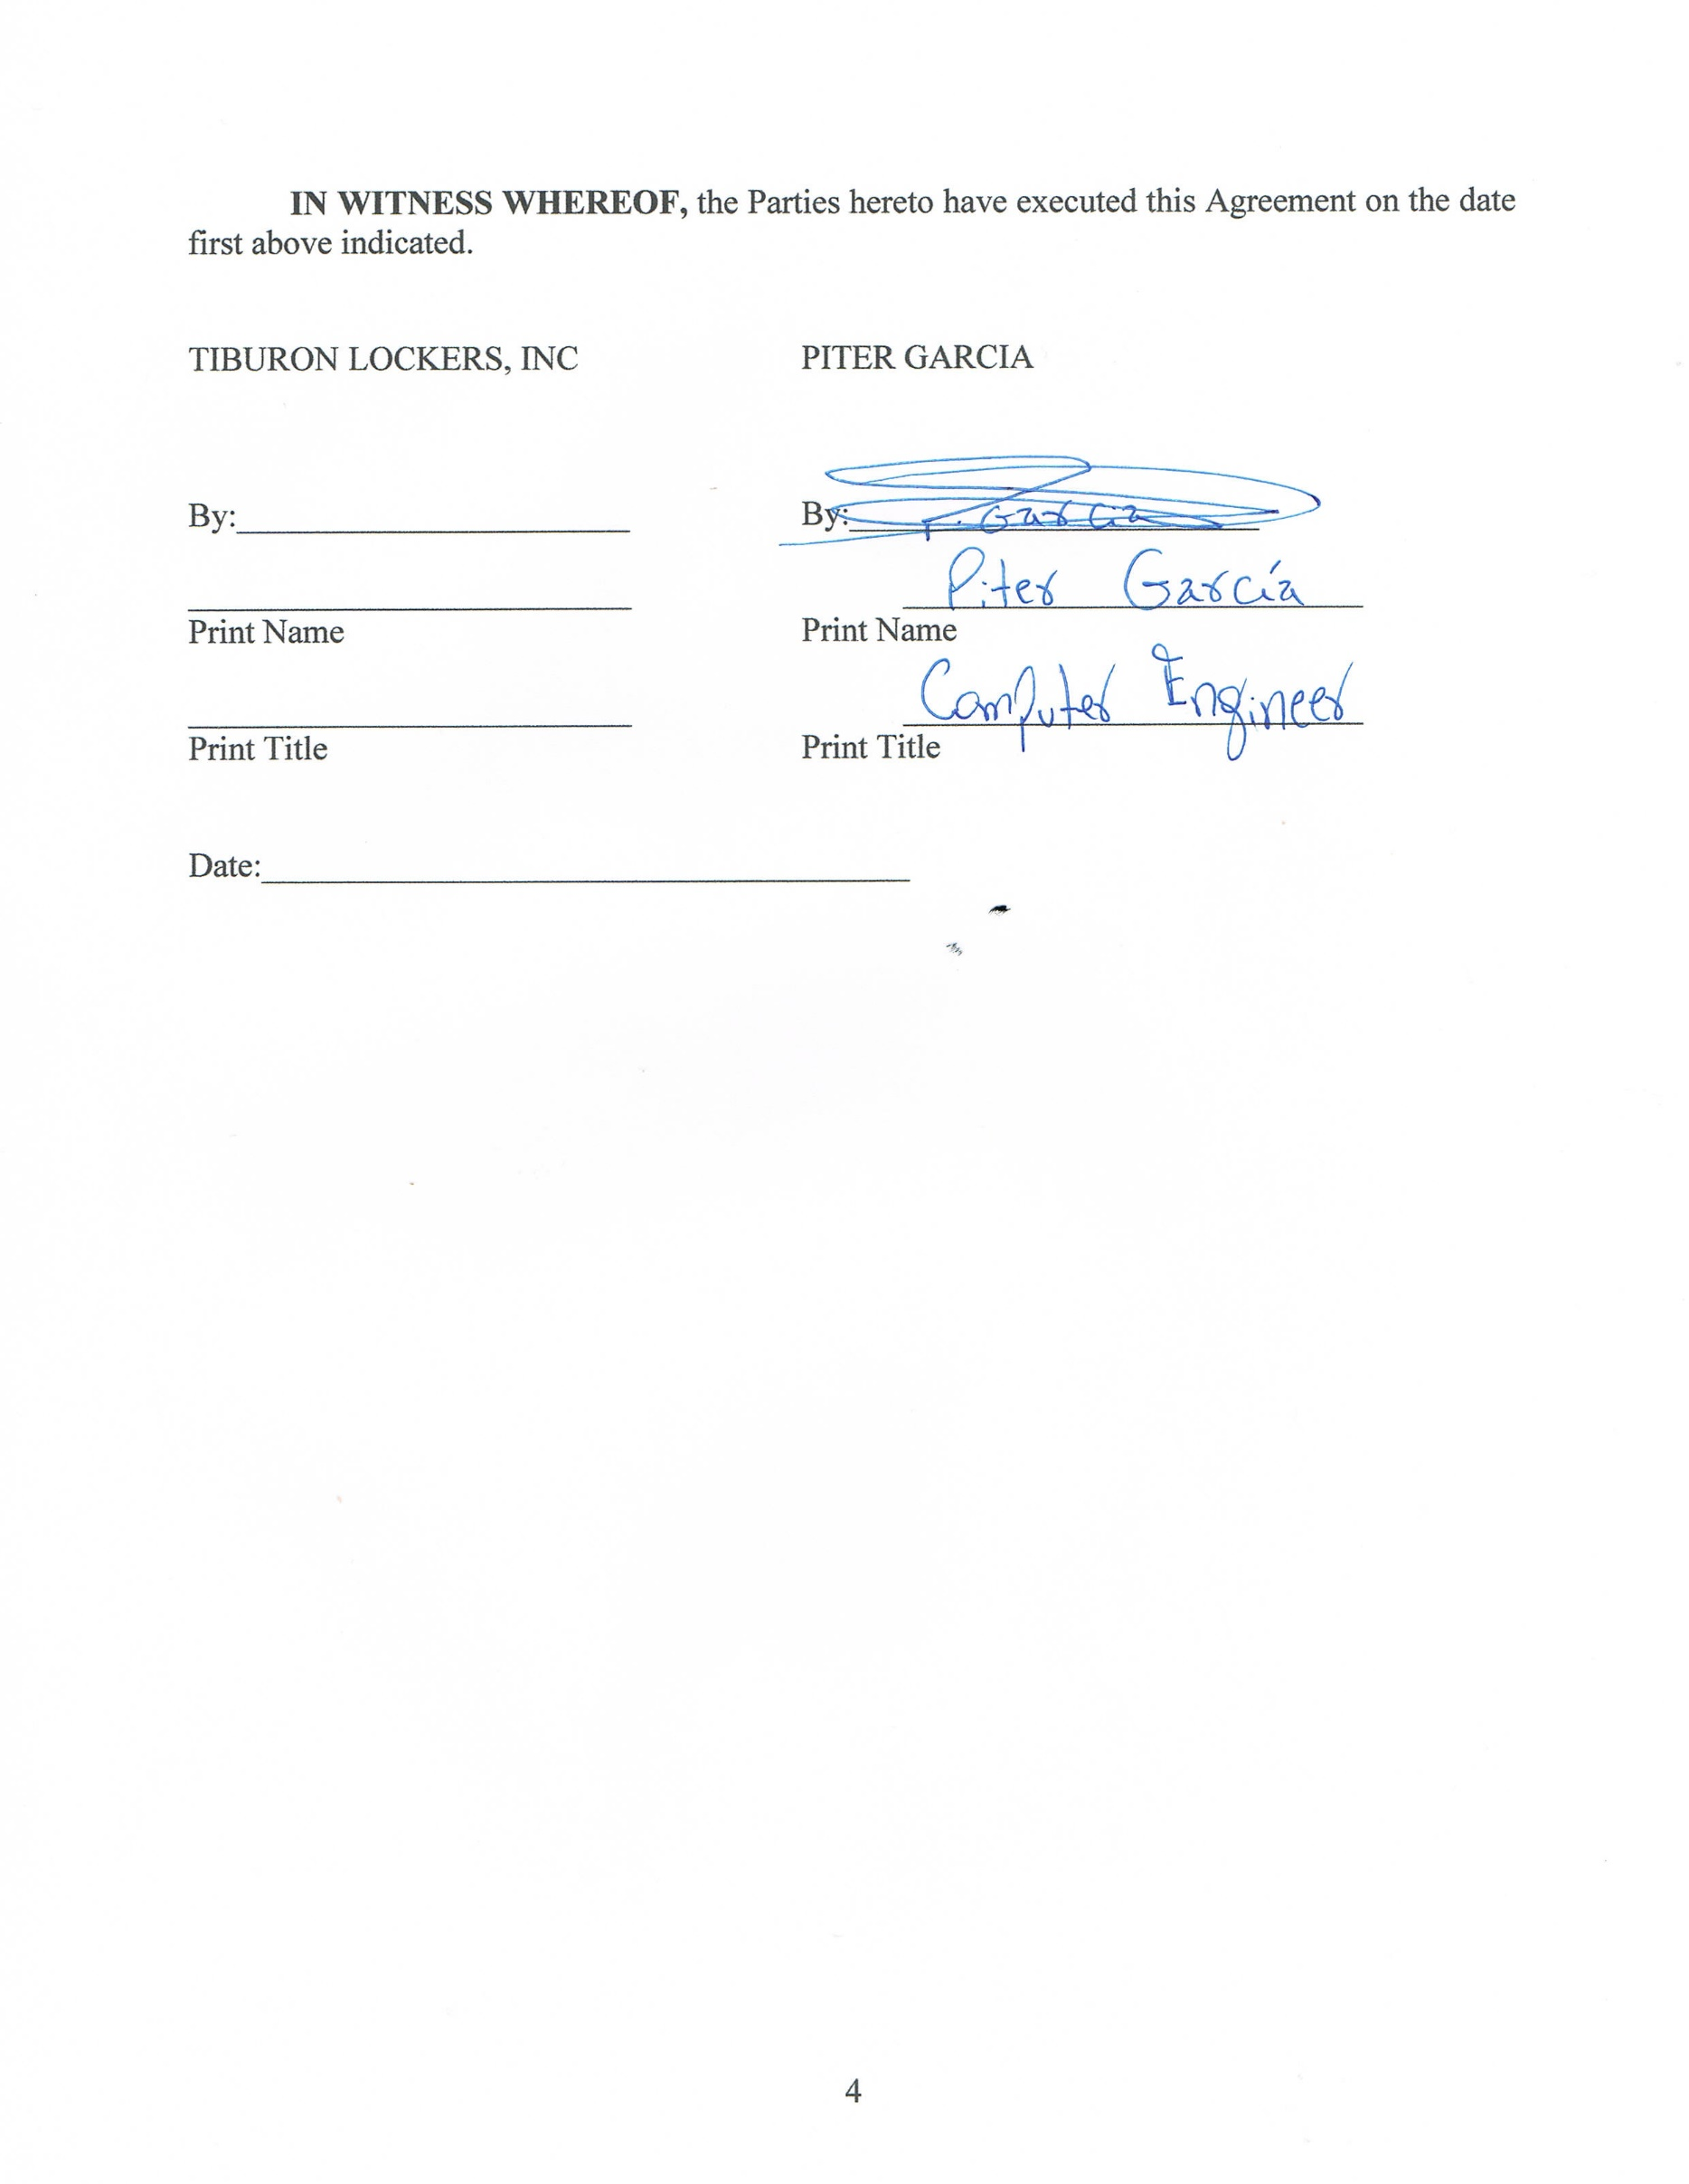 IN WITNESS WHEREOF, the Parties hereto have executed this Agreement on the date
first above indicated.
TIBURON LOCKERS, INC
PITER GARCIA
By:
By: P. Garcia
Piter García
Print Name
Print Name
Computer Engineer
Print Title
Print Title
Date:
4